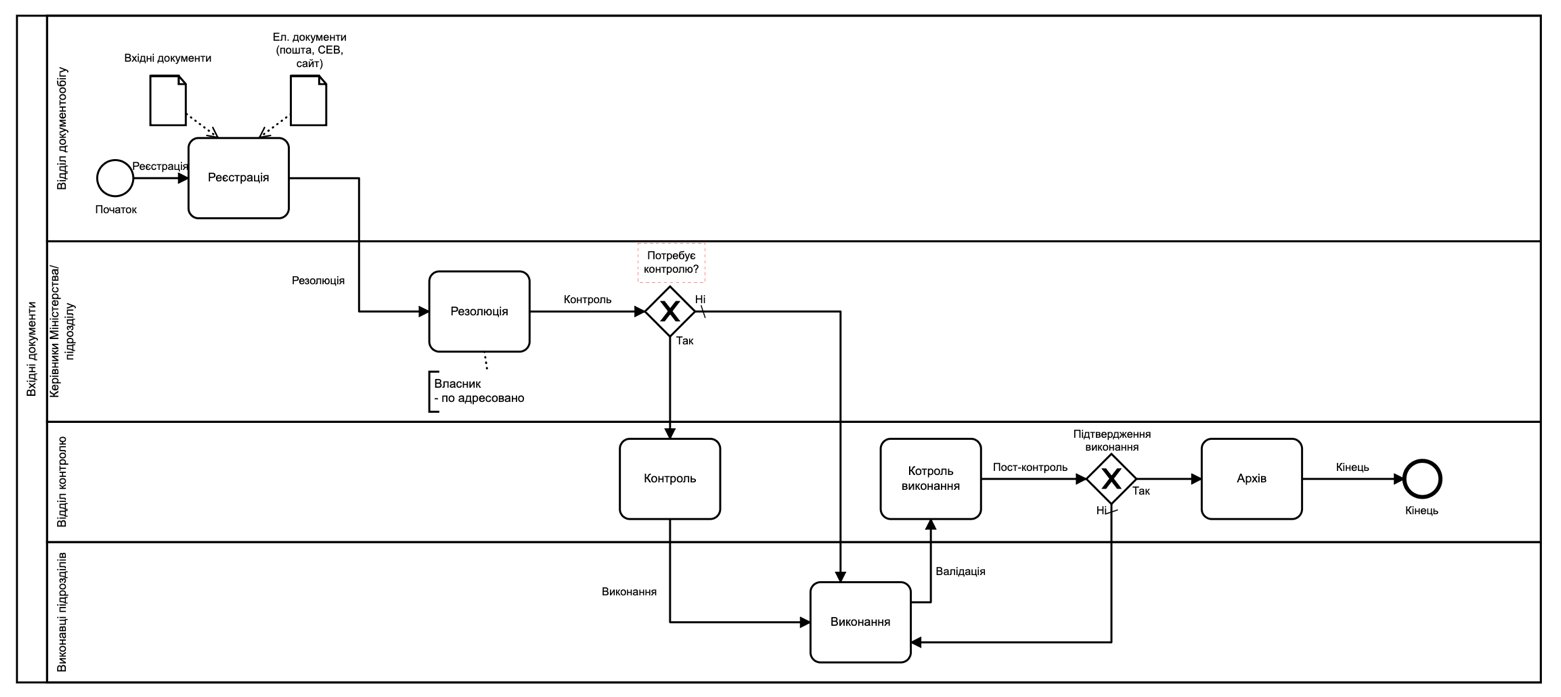 Вхідні документи
Відділ документообігу
Вхідні документи
Ел. документи
(пошта, СЕВ,
сайт)
Початок
Реєстрація
Реєстрація
Керівники Міністерства/
підрозділу
Резолюція
Резолюція
Власник
- по адресовано
Контроль
Потребує
контролю?
Ні
Так
Відділ контролю
Контроль
Котроль
виконання
Пост-контроль
Підтвердження
виконання
Так
Ні
Архів
Кінець
Кінець
Виконавці підрозділів
Виконання
Виконання
Валідація